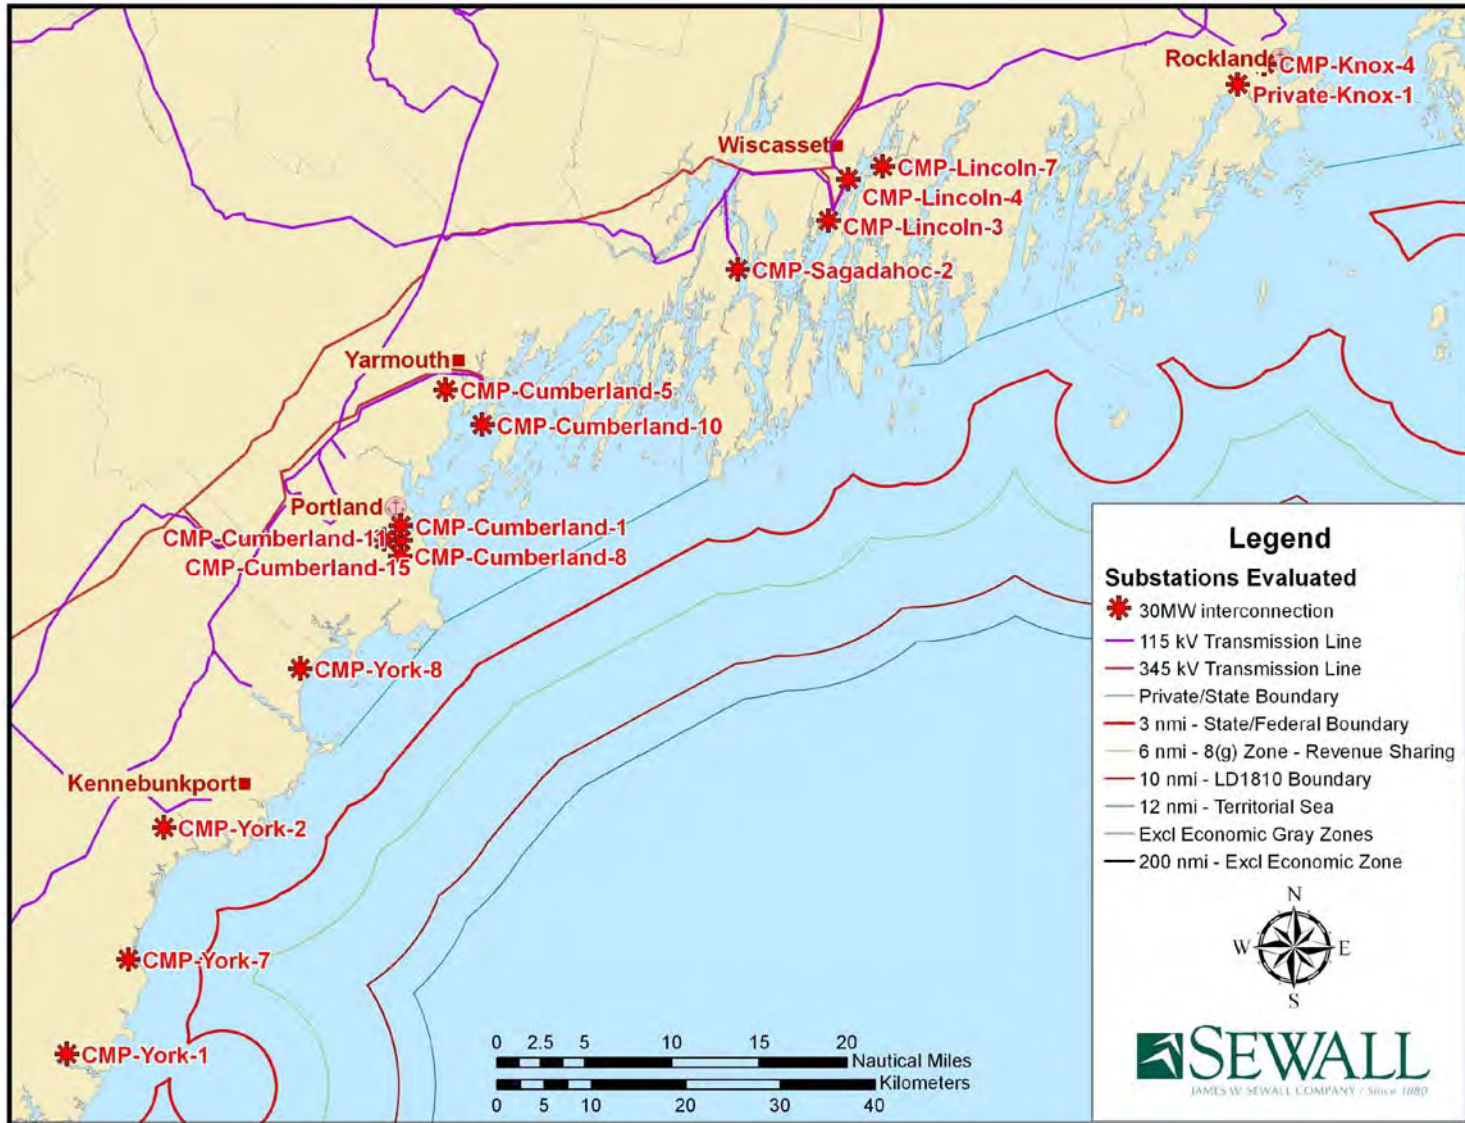 Rockland
CMP-Knox-4
Private-Knox-1
Wiscasset
CMP-Lincoln-7
CMP-Lincoln-4
CMP-Lincoln-3
CMP-Sagadahoc-2
Yarmouth
CMP-Cumberland-5
CMP-Cumberland-10
Portland
CMP-Cumberland-1
CMP-Cumberland-11
CMP-Cumberland-8
CMP-Cumberland-15
CMP-York-8
Kennebunkport
CMP-York-2
CMP-York-7
CMP-York-1
Legend
Substations Evaluated
30MW interconnection
115 kV Transmission Line
345 kV Transmission Line
Private/State Boundary
3 nmi - State/Federal Boundary
6 nmi - 8(g) Zone - Revenue Sharing
10 nmi - LD1810 Boundary
12 nmi - Territorial Sea
Excl Economic Gray Zones
200 nmi - Excl Economic Zone
N
W E
S
SEWALL
JAMES W. SEWALL COMPANY / Since 1880
0 2.5 5 10 15 20
Nautical Miles
Kilometers
0 5 10 20 30 40